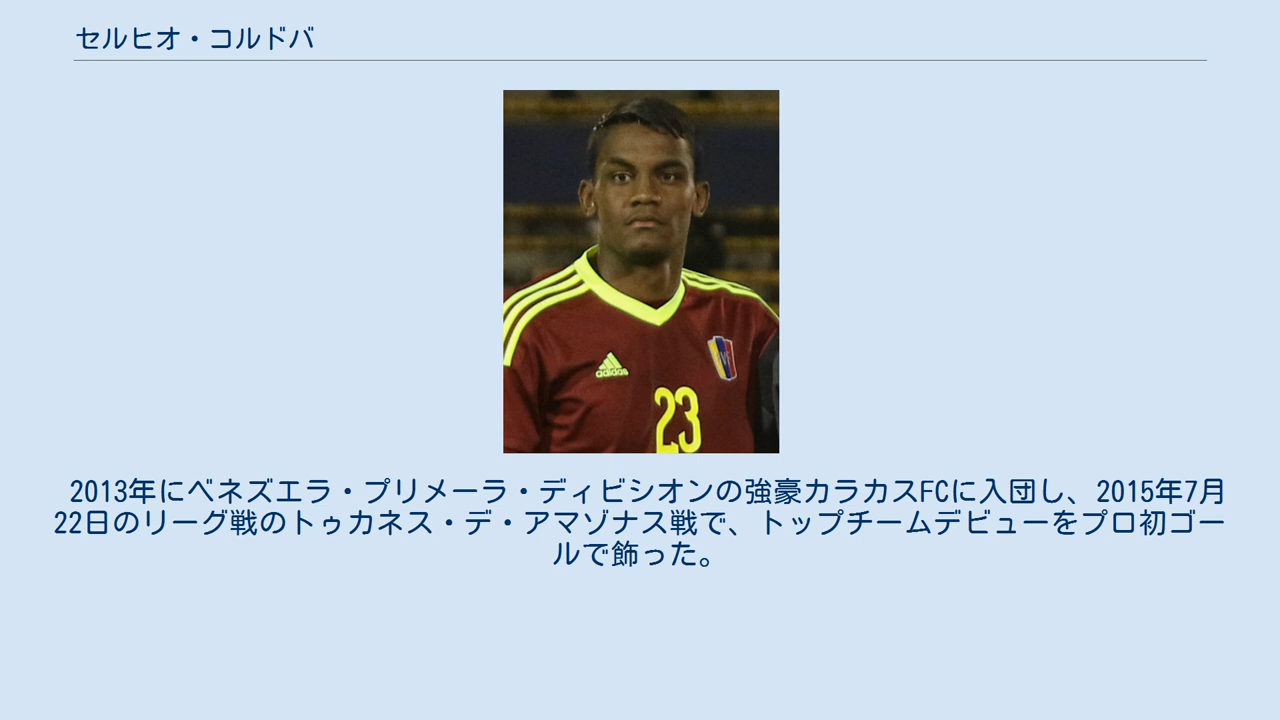 セルヒオ・コルドバ
adidas
23
2013年にベネズエラ・プリメーラ・ディビシオンの強豪カラカスFCに入団し、2015年7月
22日のリーグ戦のトゥカネス・デ・アマゾナス戦で、トップチームデビューをプロ初ゴー
ルで飾った。